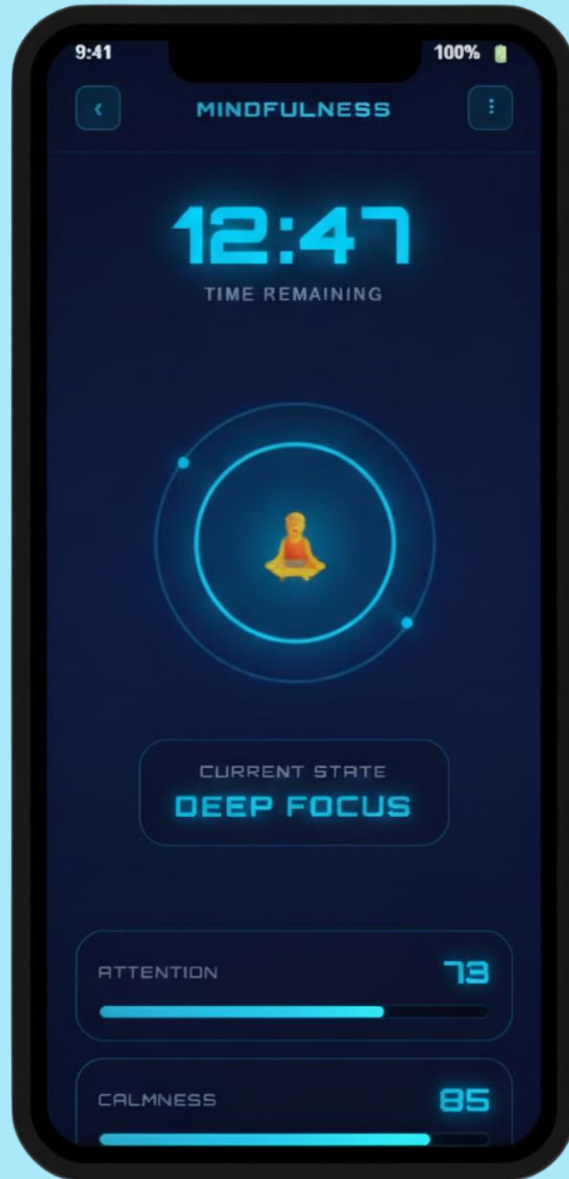 9:41 100%
MINDFULNESS
12:47
TIME REMAINING
CURRENT STATE
DEEP FOCUS
ATTENTION 73
CALMNESS 85